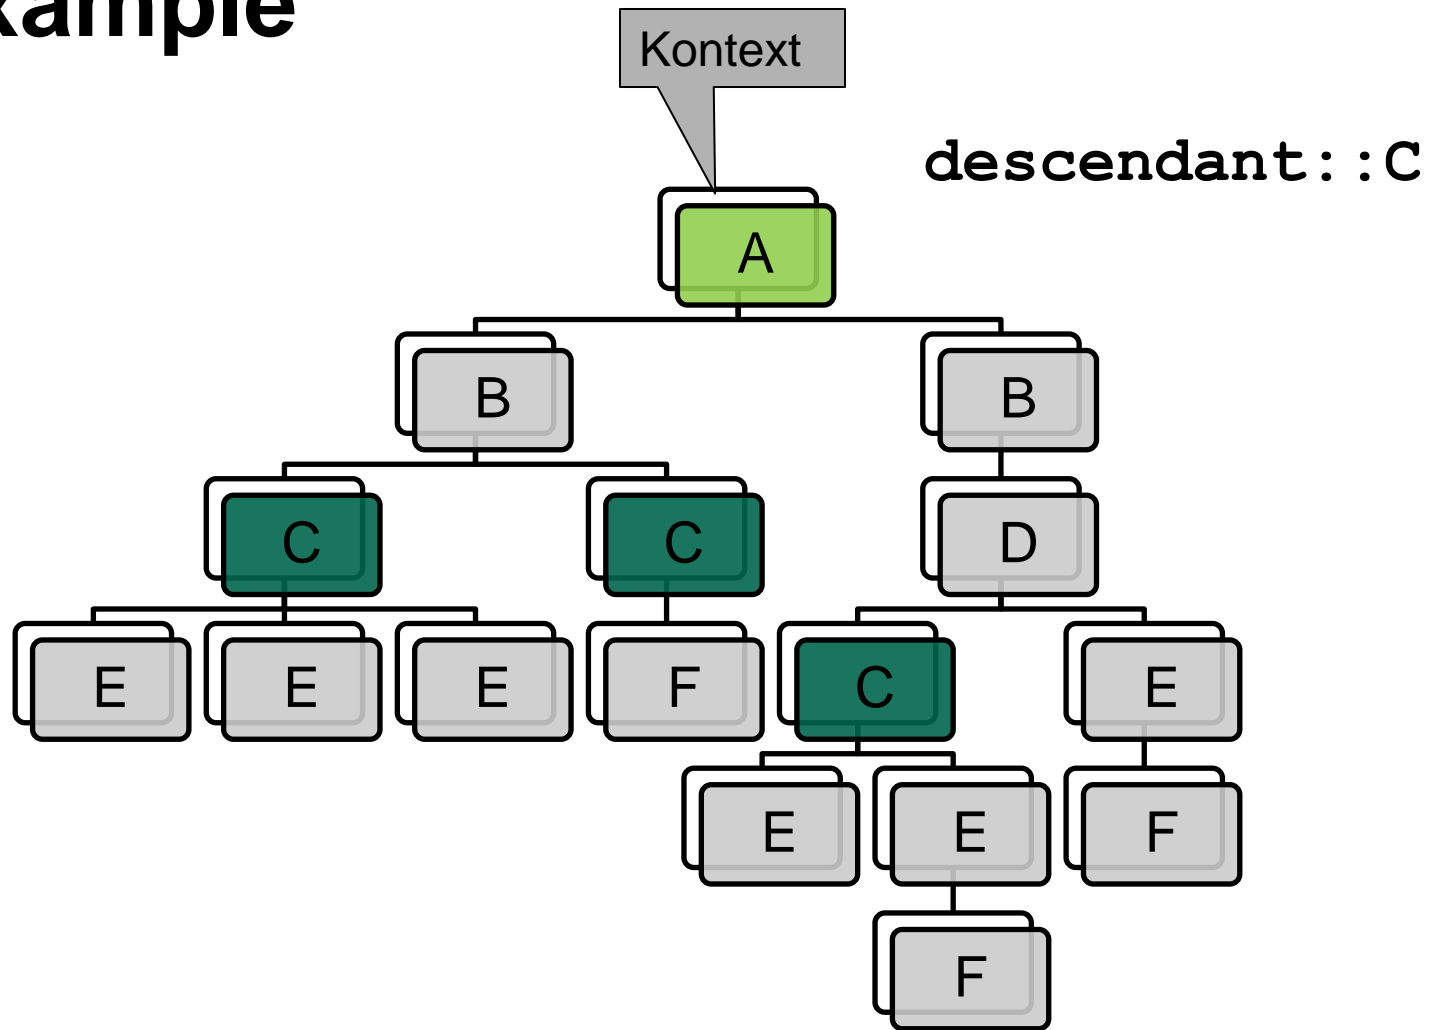 xample
Kontext
descendant::C
A
B B
C C D
E E E F C E
E E F
F